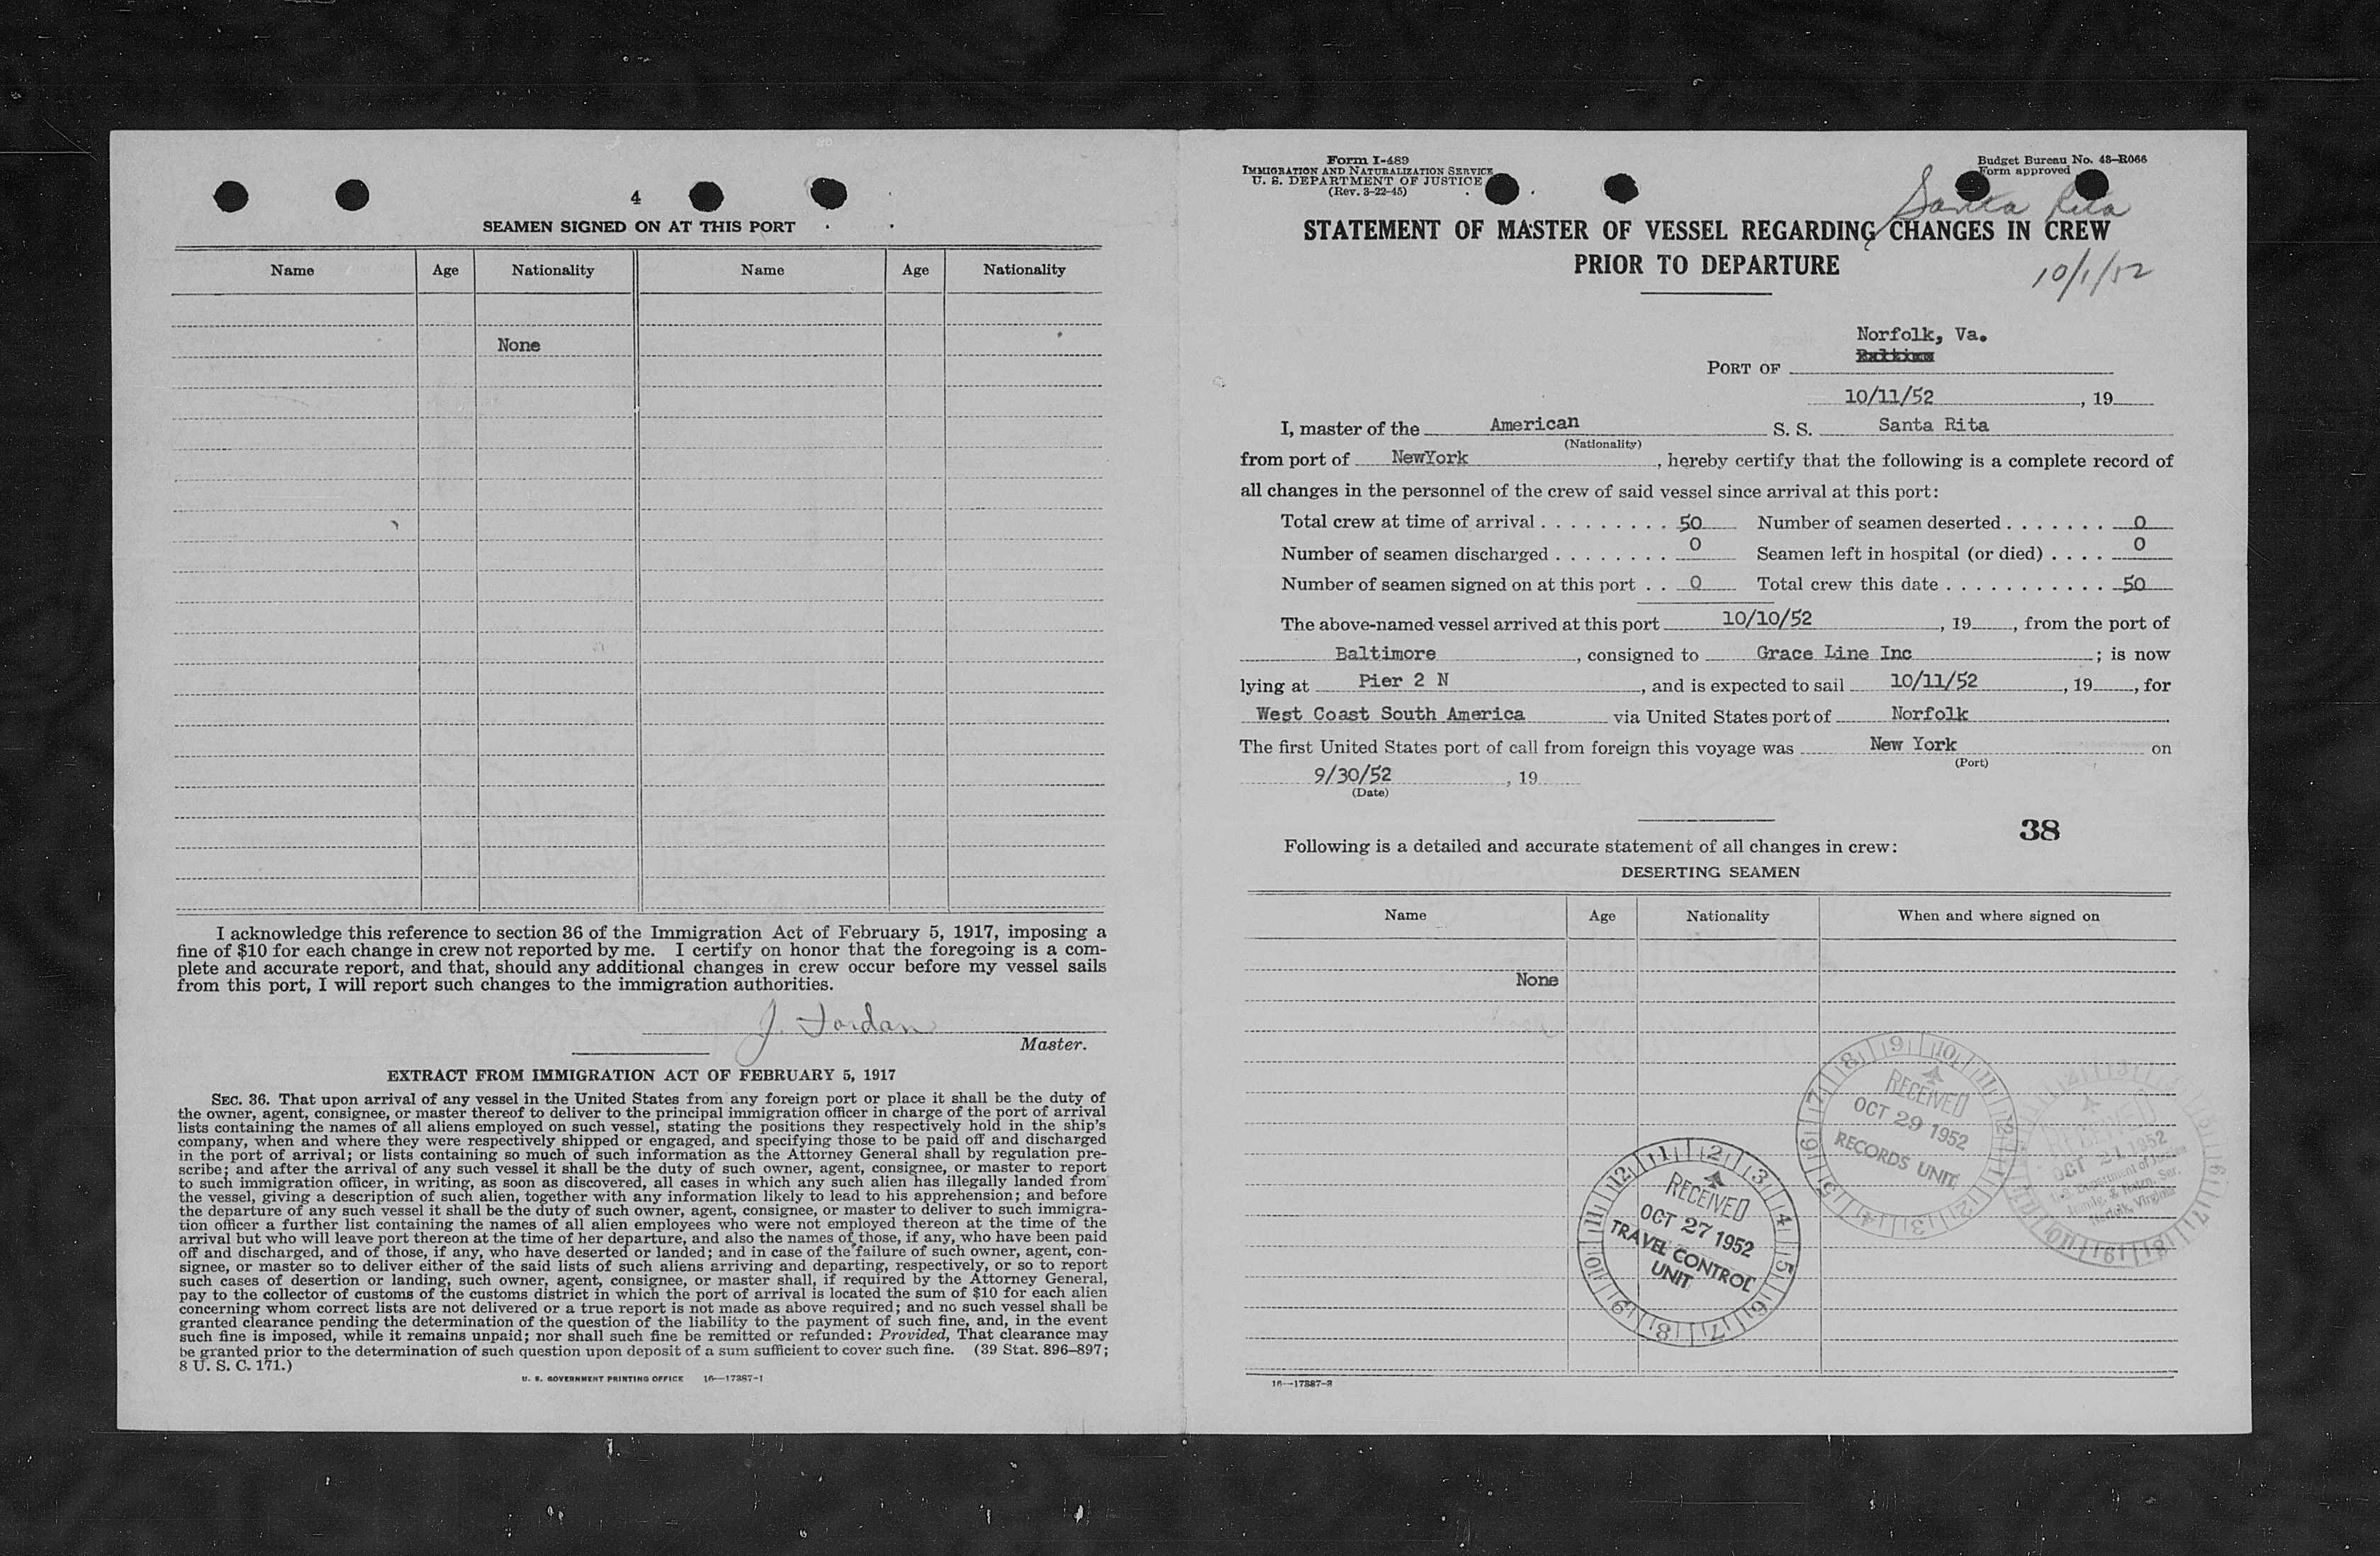 4
SEAMEN SIGNED ON AT THIS PORT
Name Age Nationality Name Age Nationality
None
I acknowledge this reference to section 36 of the Immigration Act of February 5, 1917, imposing a
fine of $10 for each change in crew not reported by me. I certify on honor that the foregoing is a com-
plete and accurate report, and that, should any additional changes in crew occur before my vessel sails
from this port, I will report such changes to the immigration authorities.
J. Jordan
Master.
EXTRACT FROM IMMIGRATION ACT OF FEBRUARY 5, 1917
SEC. 36. That upon arrival of any vessel in the United States from any foreign port or place it shall be the duty of
the owner, agent, consignee, or master thereof to deliver to the principal immigration officer in charge of the port of arrival
lists containing the names of all aliens employed on such vessel, stating the positions they respectively hold in the ship's
company, when and where they were respectively shipped or engaged, and specifying those to be paid off and discharged
in the port of arrival; or lists containing so much of such information as the Attorney General shall by regulation pre-
scribe; and after the arrival of any such vessel it shall be the duty of such owner, agent, consignee, or master to report
to such immigration officer, in writing, as soon as discovered, all cases in which any such alien has illegally landed from
the vessel, giving a description of such alien, together with any information likely to lead to his apprehension; and before
the departure of any such vessel it shall be the duty of such owner, agent, consignee, or master to deliver to such immigra-
tion officer a further list containing the names of all alien employees who were not employed thereon at the time of the
arrival but who will leave port thereon at the time of her departure, and also the names of those, if any, who have been paid
off and discharged, and of those, if any, who have deserted or landed; and in case of the failure of such owner, agent, con-
signee, or master so to deliver either of the said lists of such aliens arriving and departing, respectively, or so to report
such cases of desertion or landing, such owner, agent, consignee, or master shall, if required by the Attorney General,
pay to the collector of customs of the customs district in which the port of arrival is located the sum of $10 for each alien
concerning whom correct lists are not delivered or a true report is not made as above required; and no such vessel shall be
granted clearance pending the determination of the question of the liability to the payment of such fine, and, in the event
such fine is imposed, while it remains unpaid; nor shall such fine be remitted or refunded: Provided, That clearance may
be granted prior to the determination of such question upon deposit of a sum sufficient to cover such fine. (39 Stat. 896–897;
8 U. S. C. 171.)
U. S. GOVERNMENT PRINTING OFFICE 16—17387-1
Form I-489
IMMIGRATION AND NATURALIZATION SERVICE
U. S. DEPARTMENT OF JUSTICE
(Rev. 3-22-45)
Budget Bureau No. 43–R066
Form approved
Santa Rita
STATEMENT OF MASTER OF VESSEL REGARDING CHANGES IN CREW
PRIOR TO DEPARTURE
10/1/52
Norfolk, Va.
PORT OF
10/11/52, 19
I, master of the American S. S. Santa Rita
(Nationality)
from port of NewYork, hereby certify that the following is a complete record of
all changes in the personnel of the crew of said vessel since arrival at this port:
Total crew at time of arrival . . . . . . . . . 50 Number of seamen deserted . . . . . . . 0
Number of seamen discharged . . . . . . . . 0 Seamen left in hospital (or died) . . . . 0
Number of seamen signed on at this port . . 0 Total crew this date . . . . . . . . . . . . 50
The above-named vessel arrived at this port 10/10/52, 19, from the port of
Baltimore, consigned to Grace Line Inc; is now
lying at Pier 2 N, and is expected to sail 10/11/52, 19, for
West Coast South America via United States port of Norfolk
The first United States port of call from foreign this voyage was New York on
(Port)
9/30/52, 19
(Date)
38
Following is a detailed and accurate statement of all changes in crew:
DESERTING SEAMEN
Name Age Nationality When and where signed on
None
RECEIVED
OCT 29 1952
RECORDS UNIT
RECEIVED
OCT 21 1952
U.S. Department of Justice
Immig. & Natzn. Ser.
Norfolk, Virginia
RECEIVED
OCT 27 1952
TRAVEL CONTROL
UNIT
16—17387-2